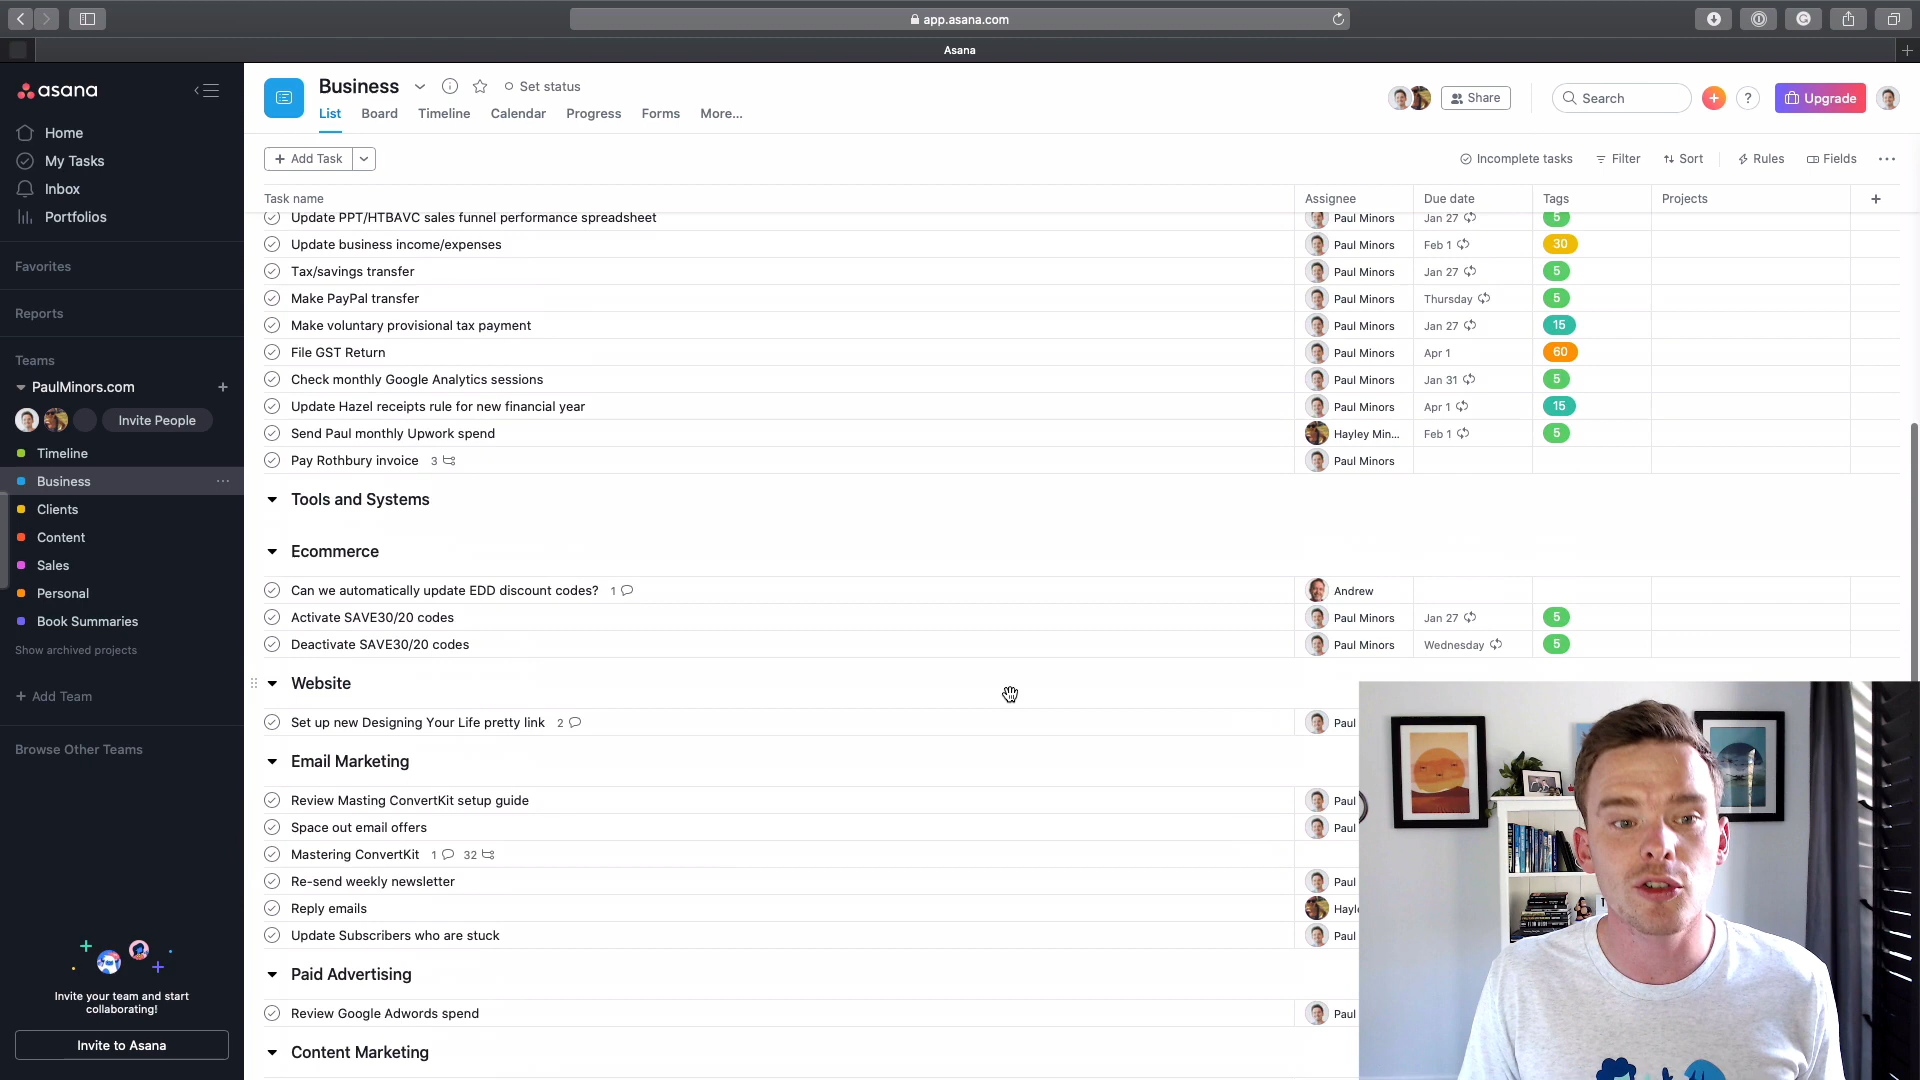 app.asana.com
Asana
asana
Home
My Tasks
Inbox
Portfolios
Favorites
Reports
Teams
PaulMinors.com
Invite People
Timeline
Business
Clients
Content
Sales
Personal
Book Summaries
Show archived projects
+ Add Team
Browse Other Teams
Invite your team and start
collaborating!
Invite to Asana
Business
Set status
Share
Search
Upgrade
List Board Timeline Calendar Progress Forms More...
+ Add Task
Incomplete tasks Filter Sort Rules Fields
Task name Assignee Due date Tags Projects
Update PPT/HTBAVC sales funnel performance spreadsheet Paul Minors Jan 27 5
Update business income/expenses Paul Minors Feb 1 30
Tax/savings transfer Paul Minors Jan 27 5
Make PayPal transfer Paul Minors Thursday 5
Make voluntary provisional tax payment Paul Minors Jan 27 15
File GST Return Paul Minors Apr 1 60
Check monthly Google Analytics sessions Paul Minors Jan 31 5
Update Hazel receipts rule for new financial year Paul Minors Apr 1 15
Send Paul monthly Upwork spend Hayley Min... Feb 1 5
Pay Rothbury invoice 3 Paul Minors
Tools and Systems
Ecommerce
Can we automatically update EDD discount codes? 1 Andrew
Activate SAVE30/20 codes Paul Minors Jan 27 5
Deactivate SAVE30/20 codes Paul Minors Wednesday 5
Website
Set up new Designing Your Life pretty link 2 Paul
Email Marketing
Review Masting ConvertKit setup guide Paul
Space out email offers Paul
Mastering ConvertKit 1 32
Re-send weekly newsletter Paul
Reply emails Hayl
Update Subscribers who are stuck Paul
Paid Advertising
Review Google Adwords spend Paul
Content Marketing